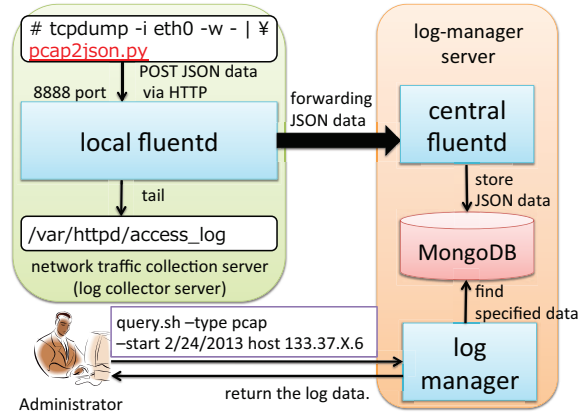 # tcpdump -i eth0 -w - | ¥
pcap2json.py
POST JSON data
via HTTP
8888 port
local fluentd
tail
/var/httpd/access_log
network traffic collection server
(log collector server)
forwarding
JSON data
log-manager
server
central
fluentd
store
JSON data
MongoDB
find
specified data
log
manager
query.sh –type pcap
–start 2/24/2013 host 133.37.X.6
return the log data.
Administrator